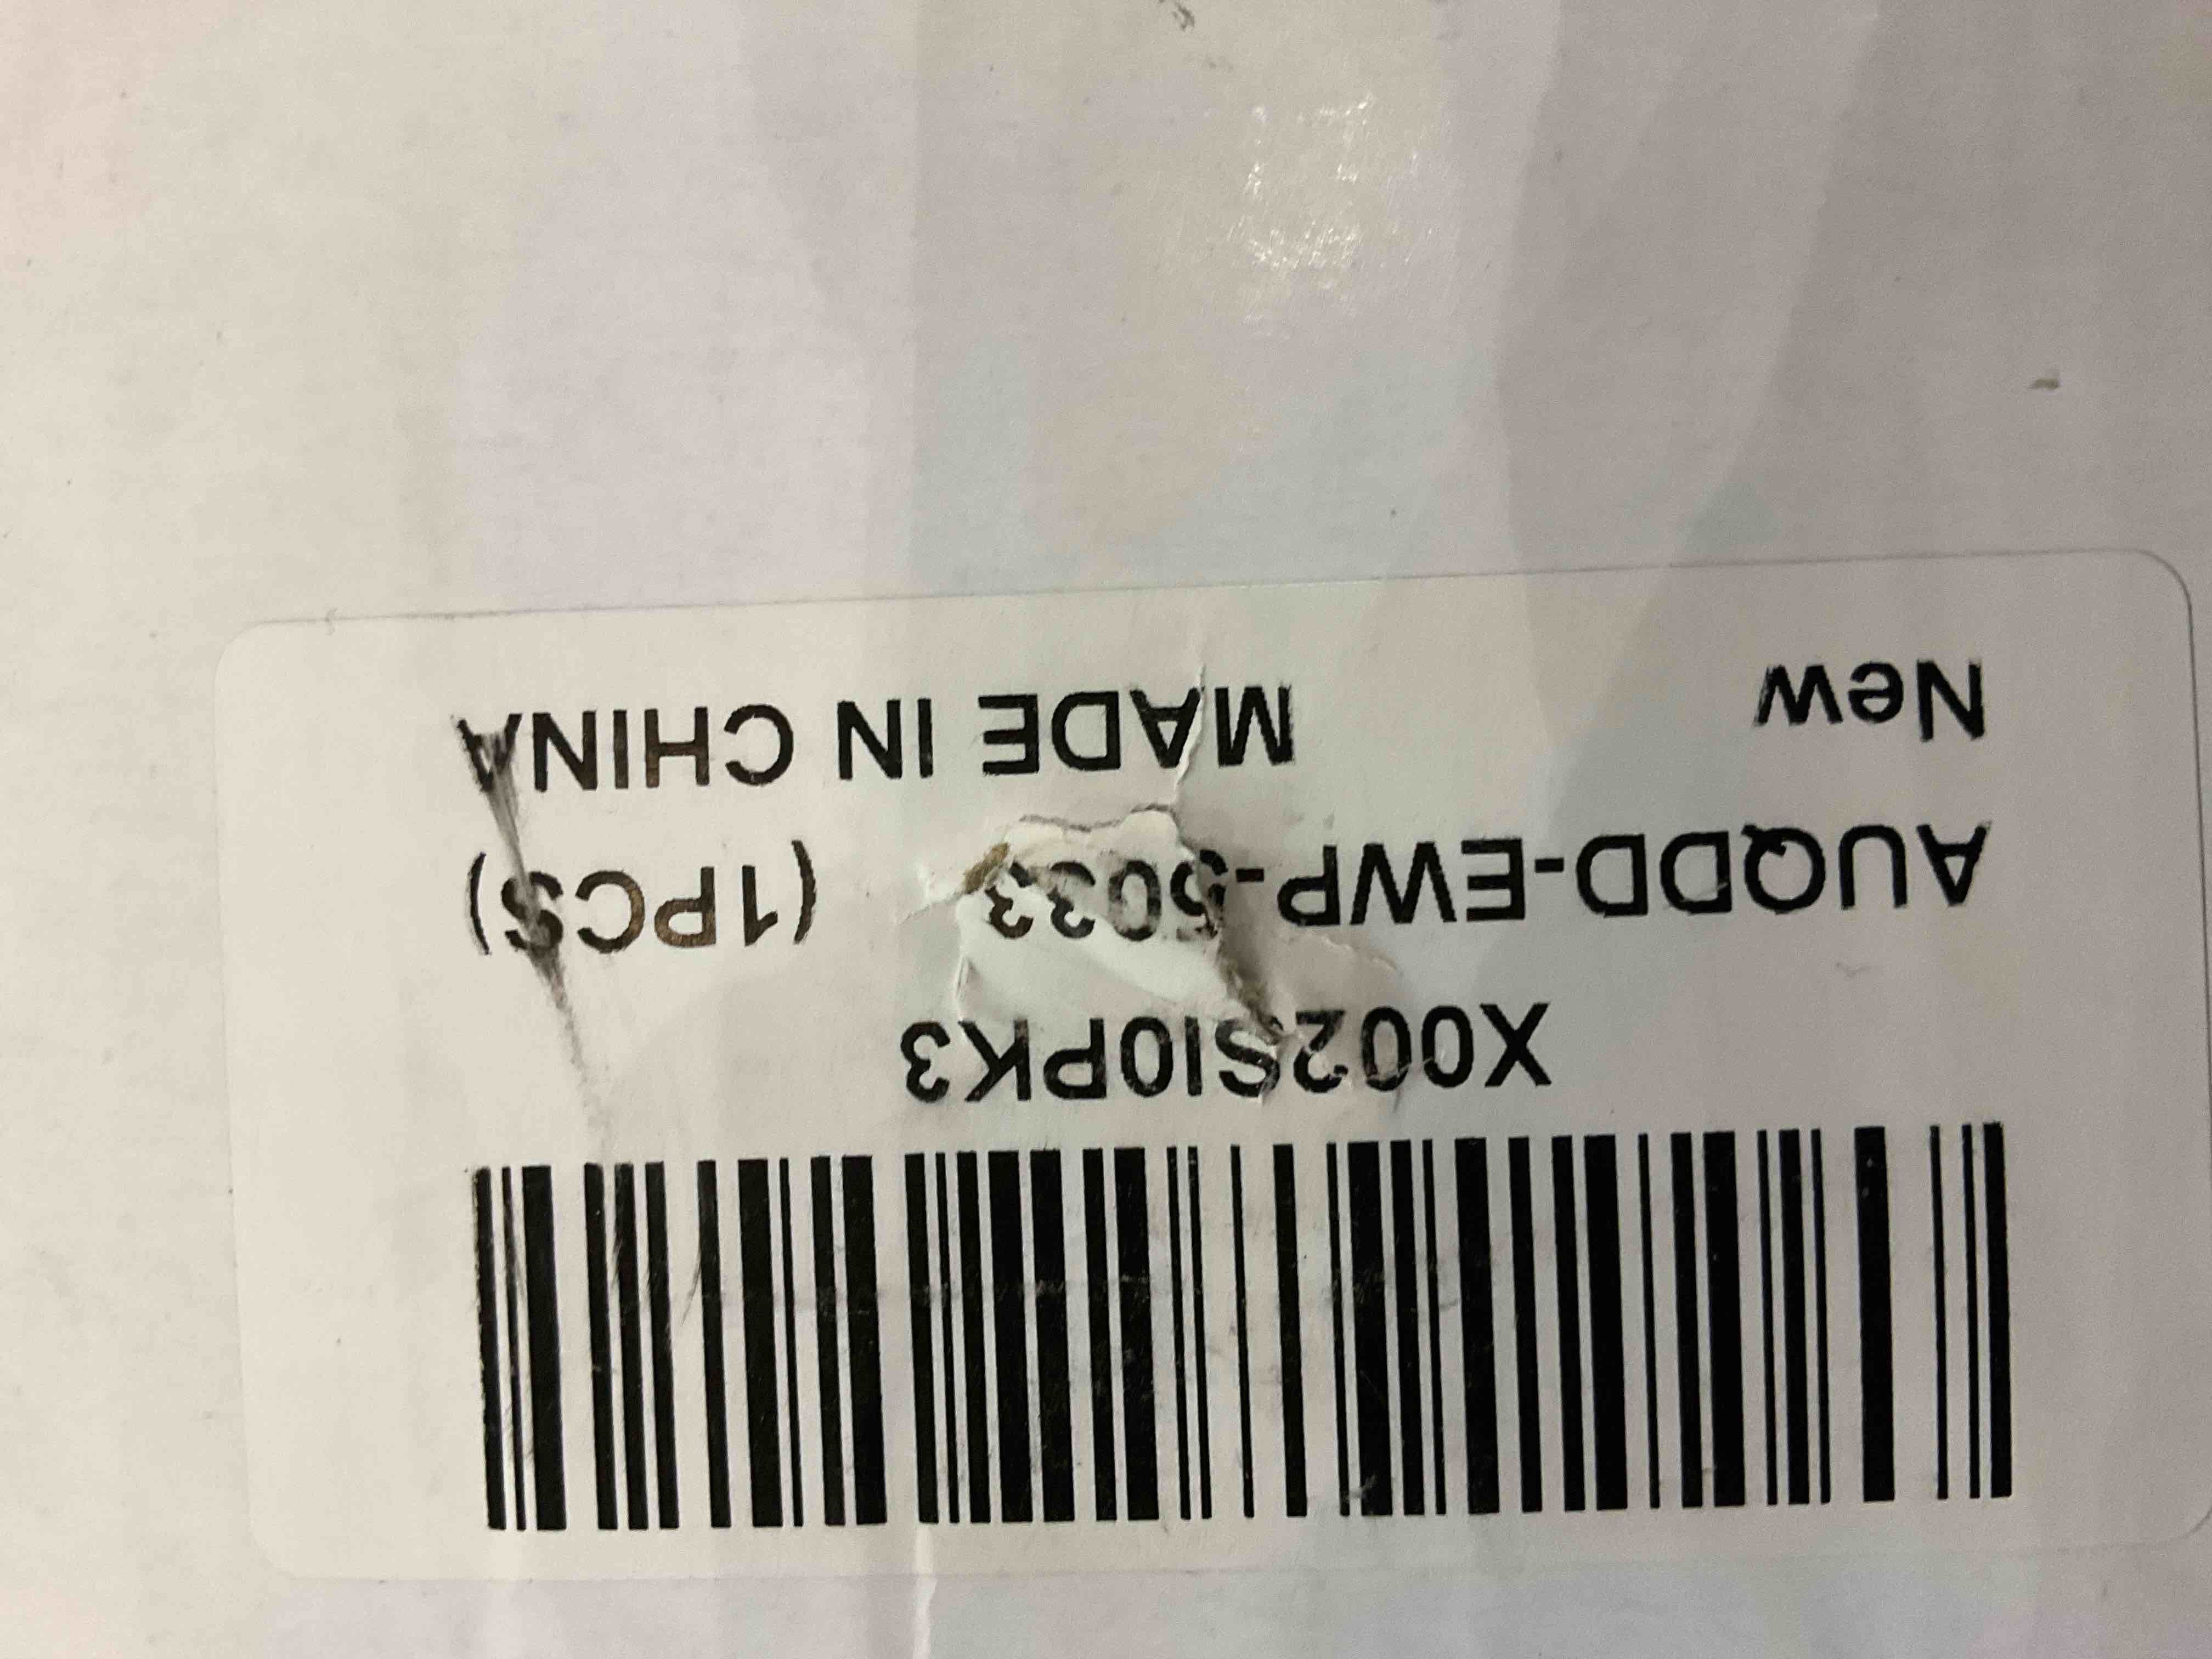 X002SI0PK3
AUQDD-EWP-5033 (1PCS)
New MADE IN CHINA